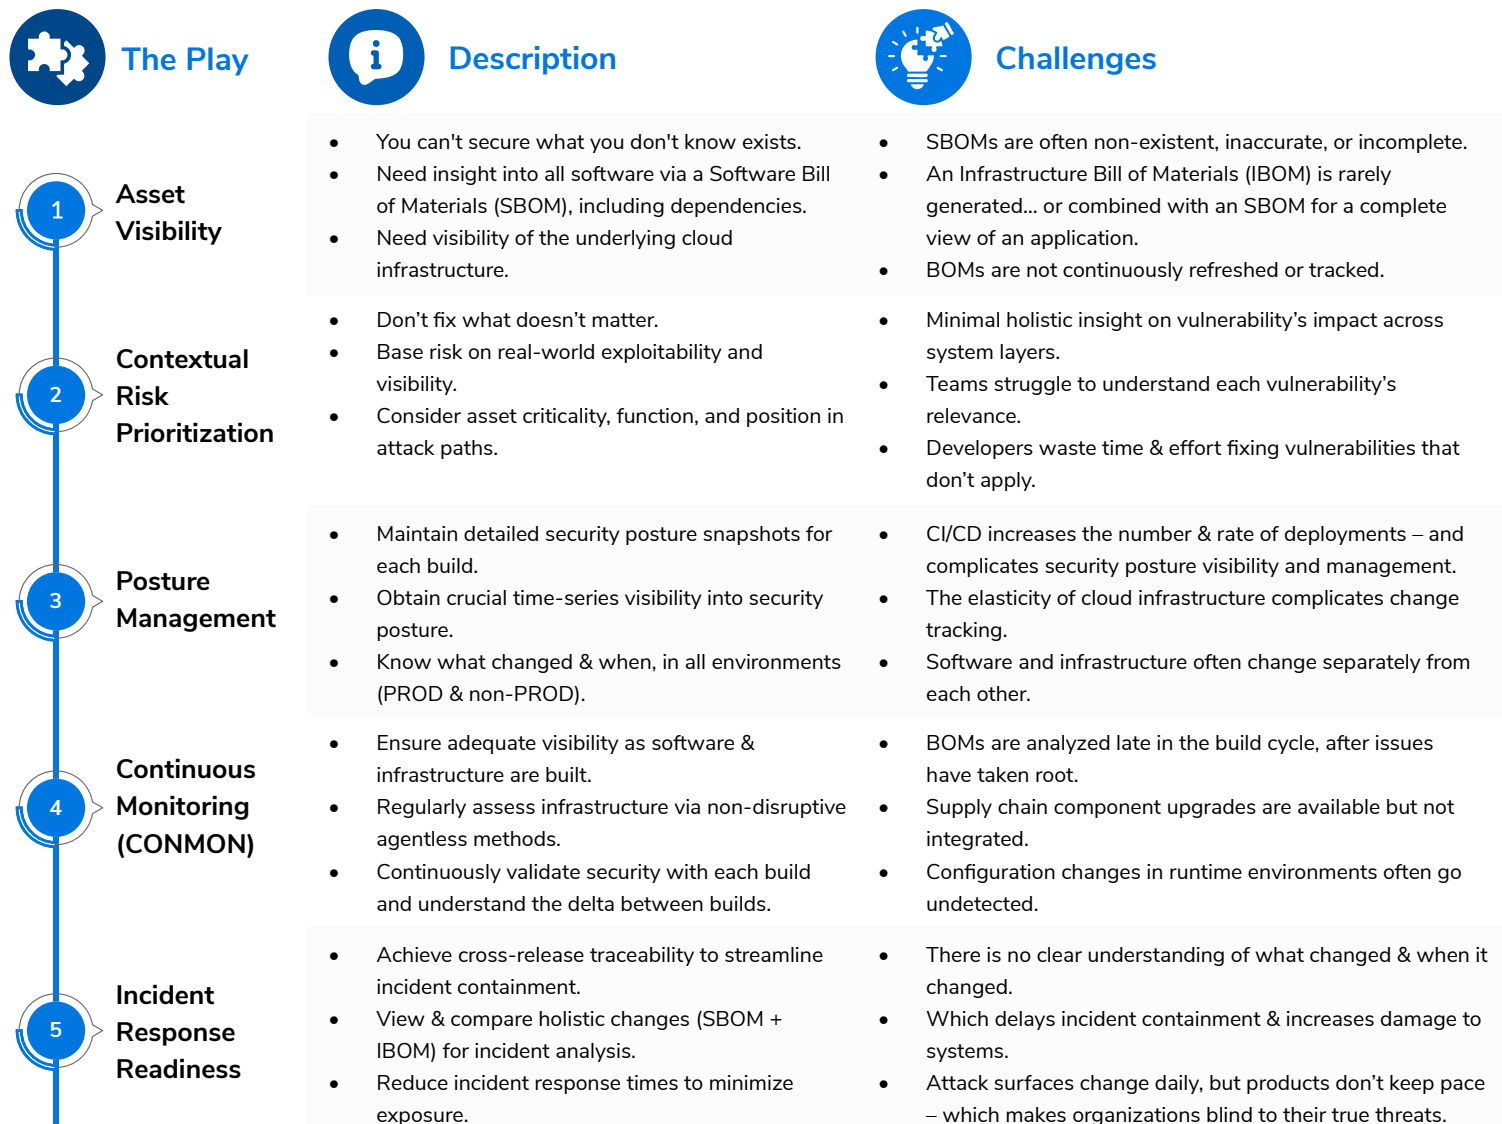 The Play
Description
Challenges
1
Asset
Visibility
• You can't secure what you don't know exists.
• Need insight into all software via a Software Bill
of Materials (SBOM), including dependencies.
• Need visibility of the underlying cloud
infrastructure.
• SBOMs are often non-existent, inaccurate, or incomplete.
• An Infrastructure Bill of Materials (IBOM) is rarely
generated... or combined with an SBOM for a complete
view of an application.
• BOMs are not continuously refreshed or tracked.
2
Contextual
Risk
Prioritization
• Don’t fix what doesn’t matter.
• Base risk on real-world exploitability and
visibility.
• Consider asset criticality, function, and position in
attack paths.
• Minimal holistic insight on vulnerability’s impact across
system layers.
• Teams struggle to understand each vulnerability’s
relevance.
• Developers waste time & effort fixing vulnerabilities that
don’t apply.
3
Posture
Management
• Maintain detailed security posture snapshots for
each build.
• Obtain crucial time-series visibility into security
posture.
• Know what changed & when, in all environments
(PROD & non-PROD).
• CI/CD increases the number & rate of deployments – and
complicates security posture visibility and management.
• The elasticity of cloud infrastructure complicates change
tracking.
• Software and infrastructure often change separately from
each other.
4
Continuous
Monitoring
(CONMON)
• Ensure adequate visibility as software &
infrastructure are built.
• Regularly assess infrastructure via non-disruptive
agentless methods.
• Continuously validate security with each build
and understand the delta between builds.
• BOMs are analyzed late in the build cycle, after issues
have taken root.
• Supply chain component upgrades are available but not
integrated.
• Configuration changes in runtime environments often go
undetected.
5
Incident
Response
Readiness
• Achieve cross-release traceability to streamline
incident containment.
• View & compare holistic changes (SBOM +
IBOM) for incident analysis.
• Reduce incident response times to minimize
exposure.
• There is no clear understanding of what changed & when it
changed.
• Which delays incident containment & increases damage to
systems.
• Attack surfaces change daily, but products don’t keep pace
– which makes organizations blind to their true threats.